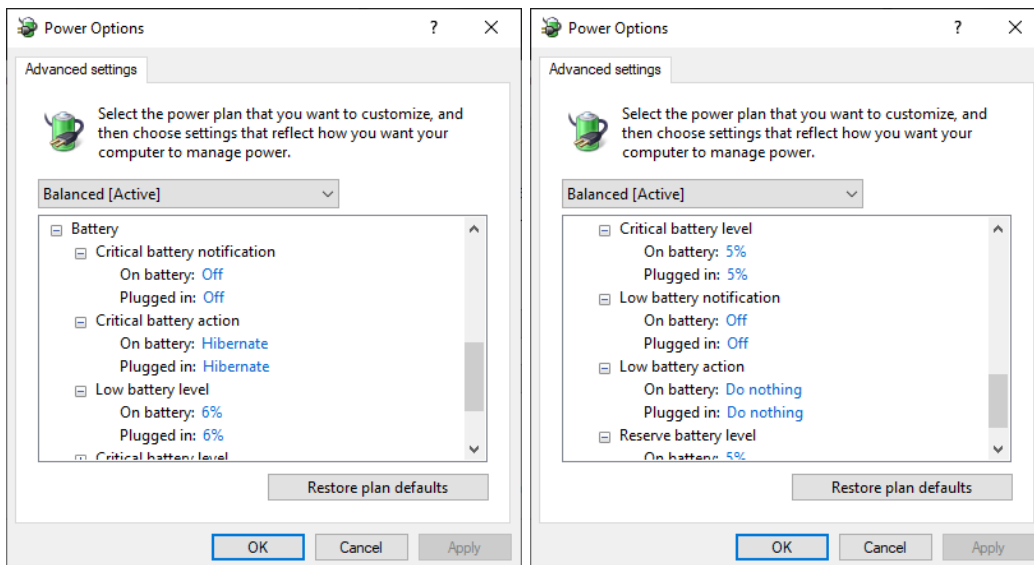 Power Options
Advanced settings
Select the power plan that you want to customize, and
then choose settings that reflect how you want your
computer to manage power.
Balanced [Active]
Battery
Critical battery notification
On battery: Off
Plugged in: Off
Critical battery action
On battery: Hibernate
Plugged in: Hibernate
Low battery level
On battery: 6%
Plugged in: 6%
Critical battery level
Restore plan defaults
OK Cancel Apply
Power Options
Advanced settings
Select the power plan that you want to customize, and
then choose settings that reflect how you want your
computer to manage power.
Balanced [Active]
Critical battery level
On battery: 5%
Plugged in: 5%
Low battery notification
On battery: Off
Plugged in: Off
Low battery action
On battery: Do nothing
Plugged in: Do nothing
Reserve battery level
On battery: 5%
Restore plan defaults
OK Cancel Apply